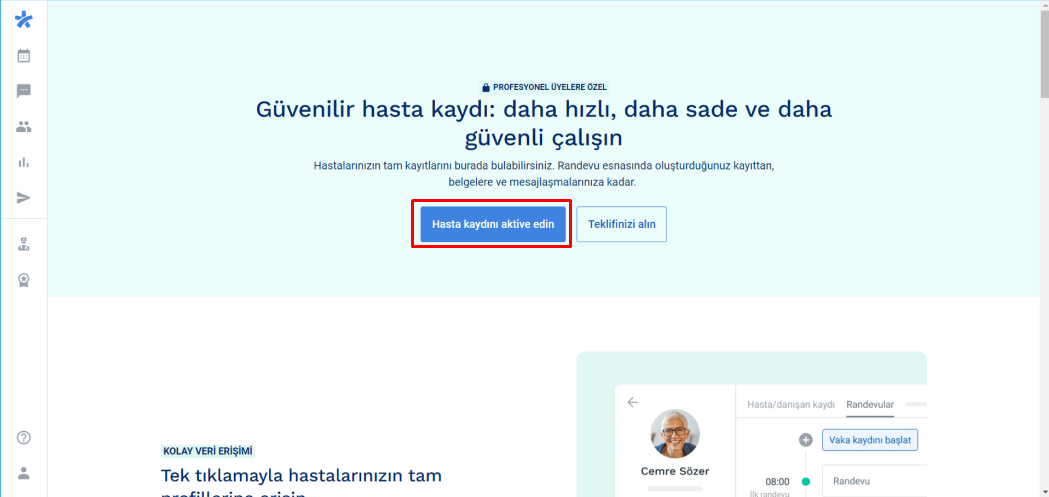 PROFESYONEL ÜYELERE ÖZEL
Güvenilir hasta kaydı: daha hızlı, daha sade ve daha
güvenli çalışın
Hastalarınızın tam kayıtlarını burada bulabilirsiniz. Randevu esnasında oluşturduğunuz kayıttan,
belgelere ve mesajlaşmalarınıza kadar.
Hasta kaydını aktive edin
Teklifinizi alın
KOLAY VERİ ERİŞİMİ
Tek tıklamayla hastalarınızın tam
profillerine erişin
Cemre Sözer
Hasta/danışan kaydı
Randevular
Vaka kaydını başlat
08:00
İlk randevu
Randevu